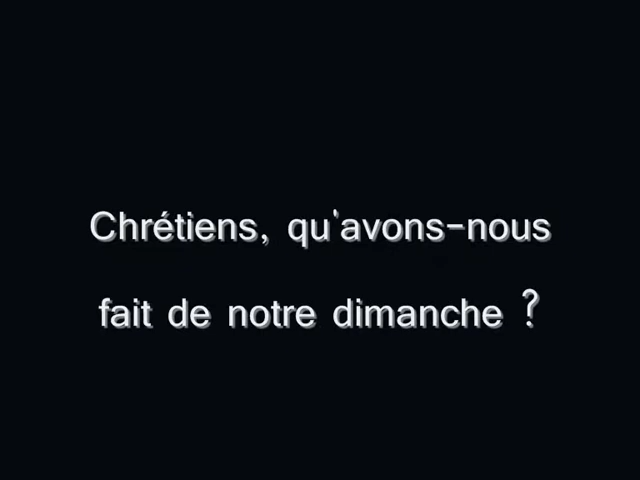 Chrétiens, qu'avons-nous
fait de notre dimanche ?